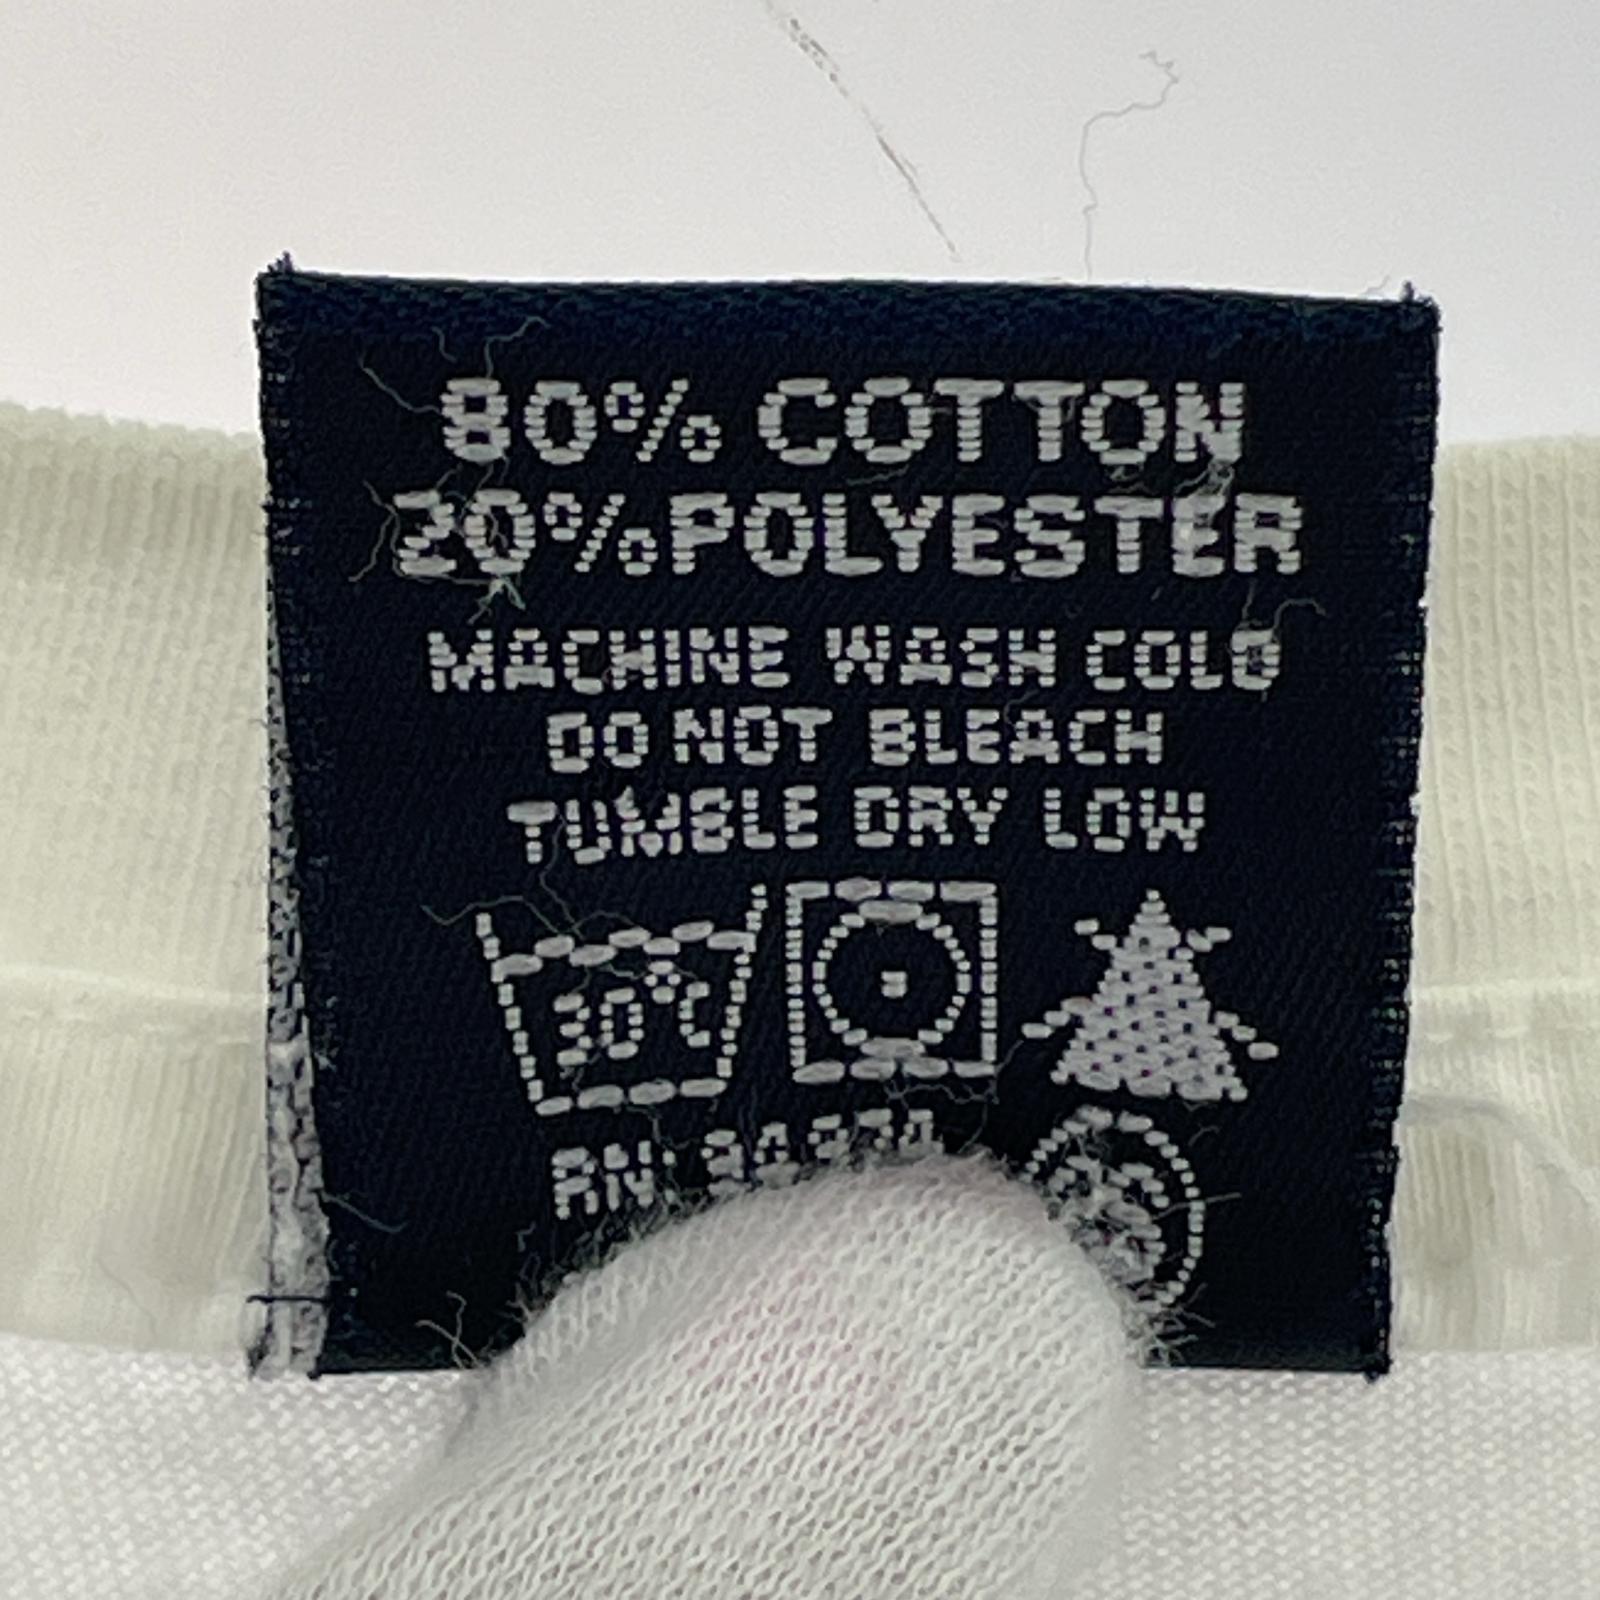 80% COTTON
20% POLYESTER
MACHINE WASH COLD
DO NOT BLEACH
TUMBLE DRY LOW
30°C
RN